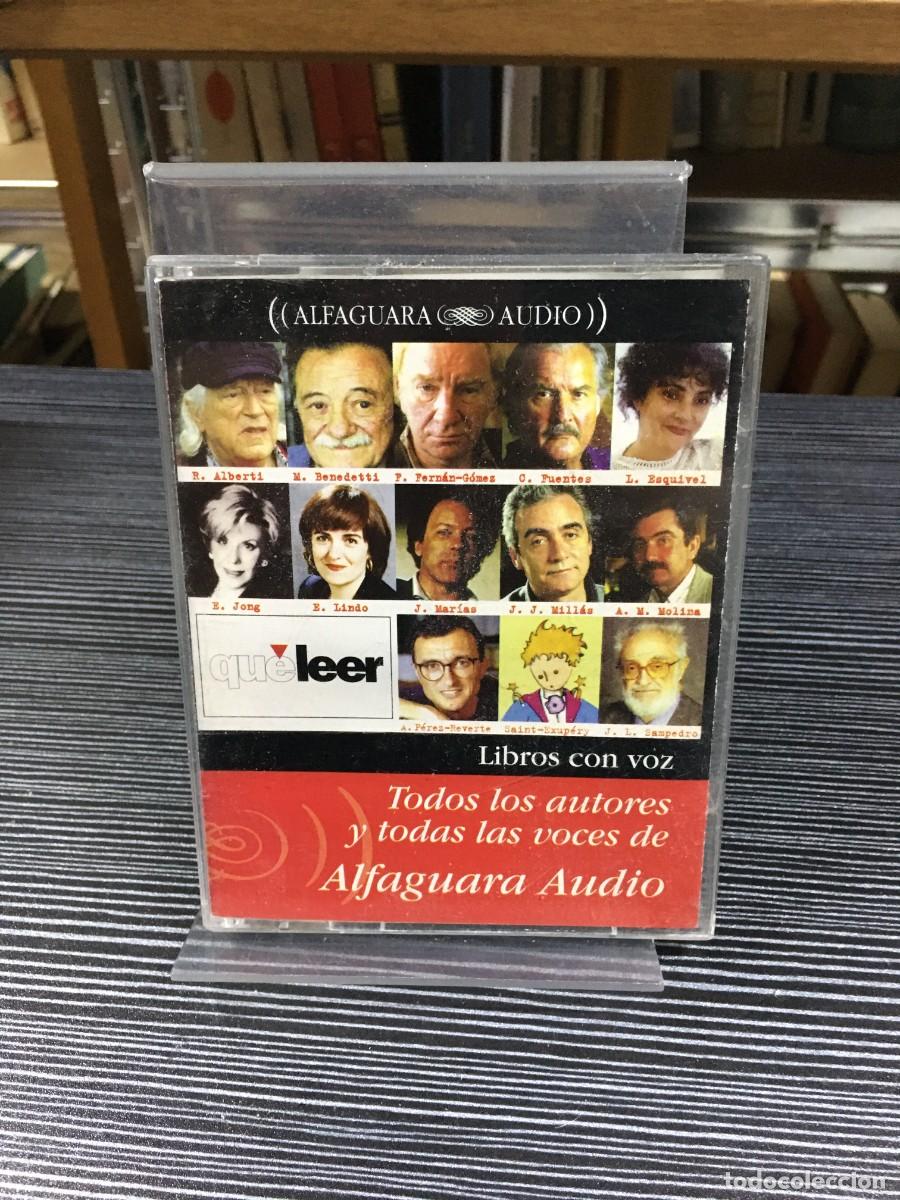 ((ALFAGUARA AUDIO))
R. Alberti M. Benedetti F. Fernán-Gómez C. Fuentes L. Esquivel
E. Jong E. Lindo J. Marías J. J. Millás A. M. Molina
quéleer
A. Pérez-Reverte Saint-Exupéry J. L. Sampedro
Libros con voz
Todos los autores
y todas las voces de
Alfaguara Audio
todocoleccion